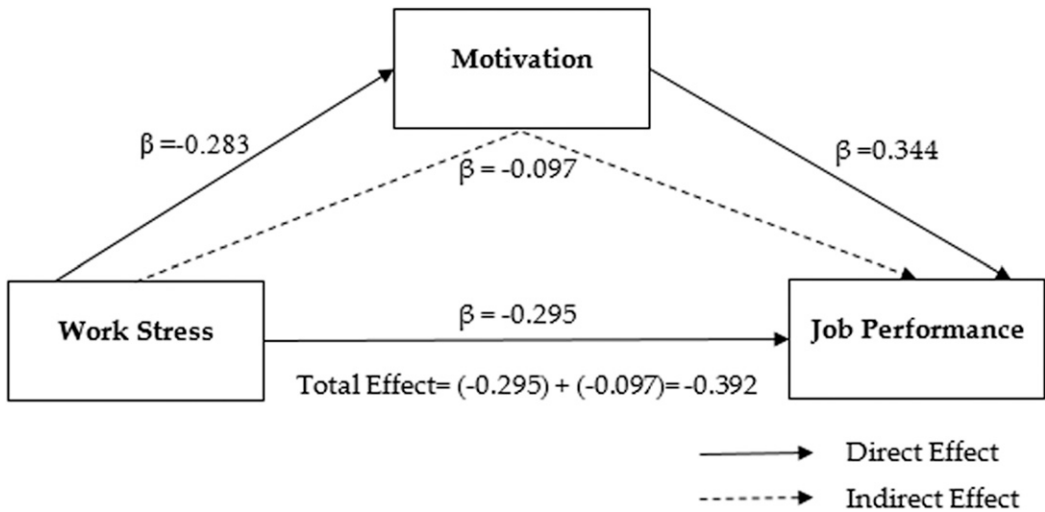 Motivation
β =-0.283
β =0.344
β = -0.097
Work Stress
β = -0.295
Job Performance
Total Effect= (-0.295) + (-0.097)= -0.392
Direct Effect
Indirect Effect